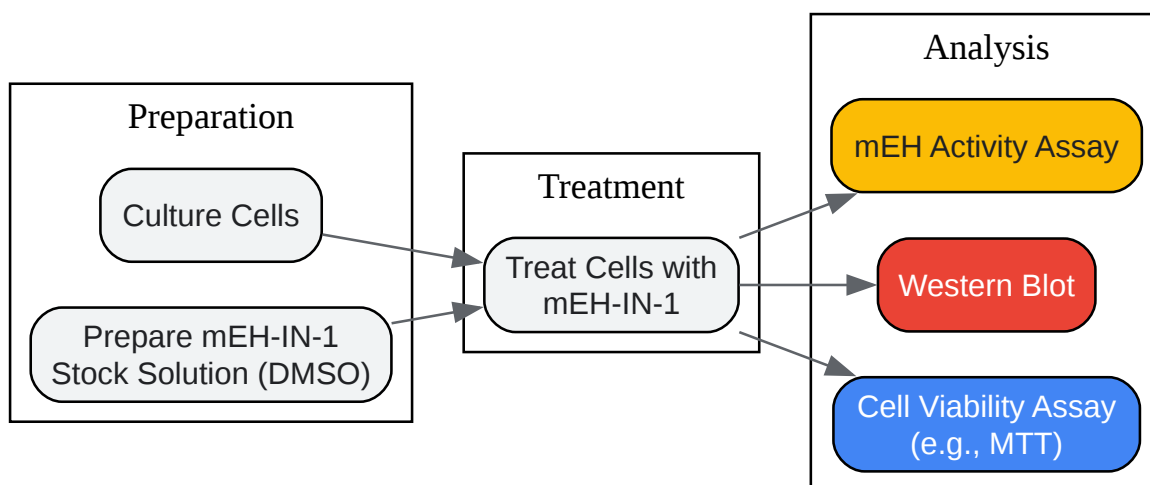 Preparation
Culture Cells
Prepare mEH-IN-1
Stock Solution (DMSO)
Treatment
Treat Cells with
mEH-IN-1
Analysis
mEH Activity Assay
Western Blot
Cell Viability Assay
(e.g., MTT)